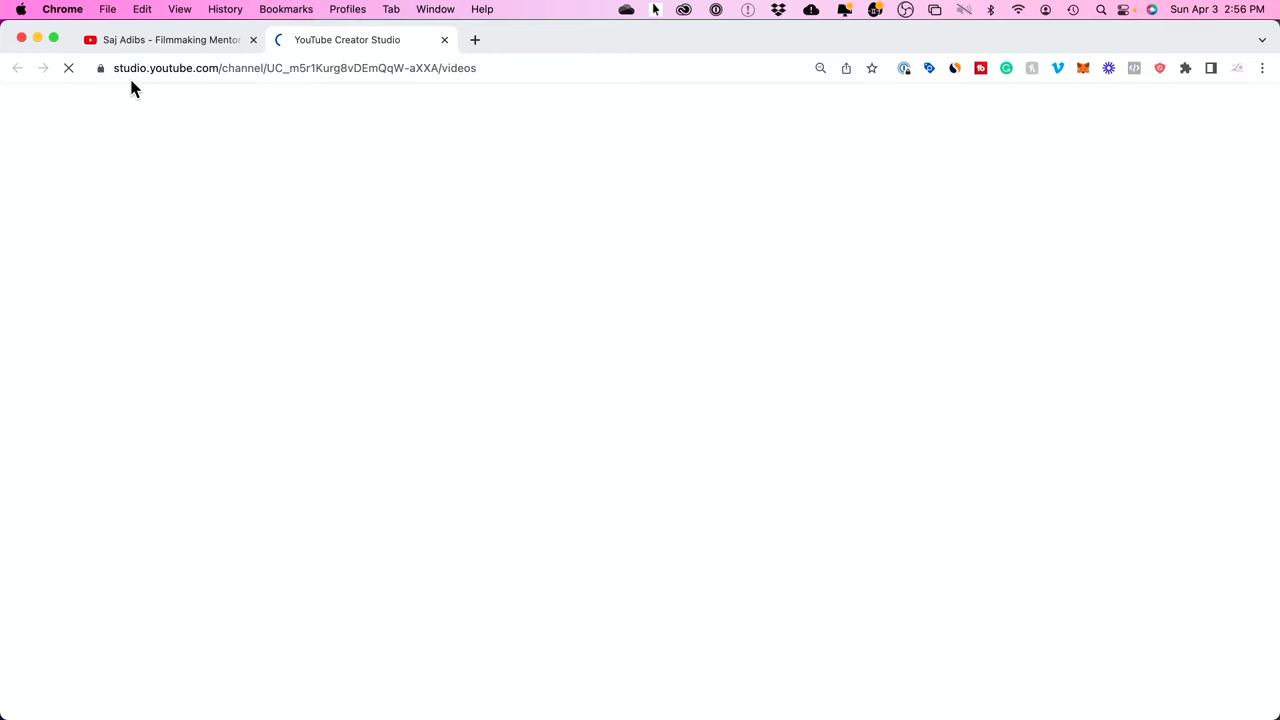 Chrome File Edit View History Bookmarks Profiles Tab Window Help Sun Apr 3 2:56 PM
Saj Adibs - Filmmaking Mentor YouTube Creator Studio
studio.youtube.com/channel/UC_m5r1Kurg8vDEmQqW-aXXA/videos